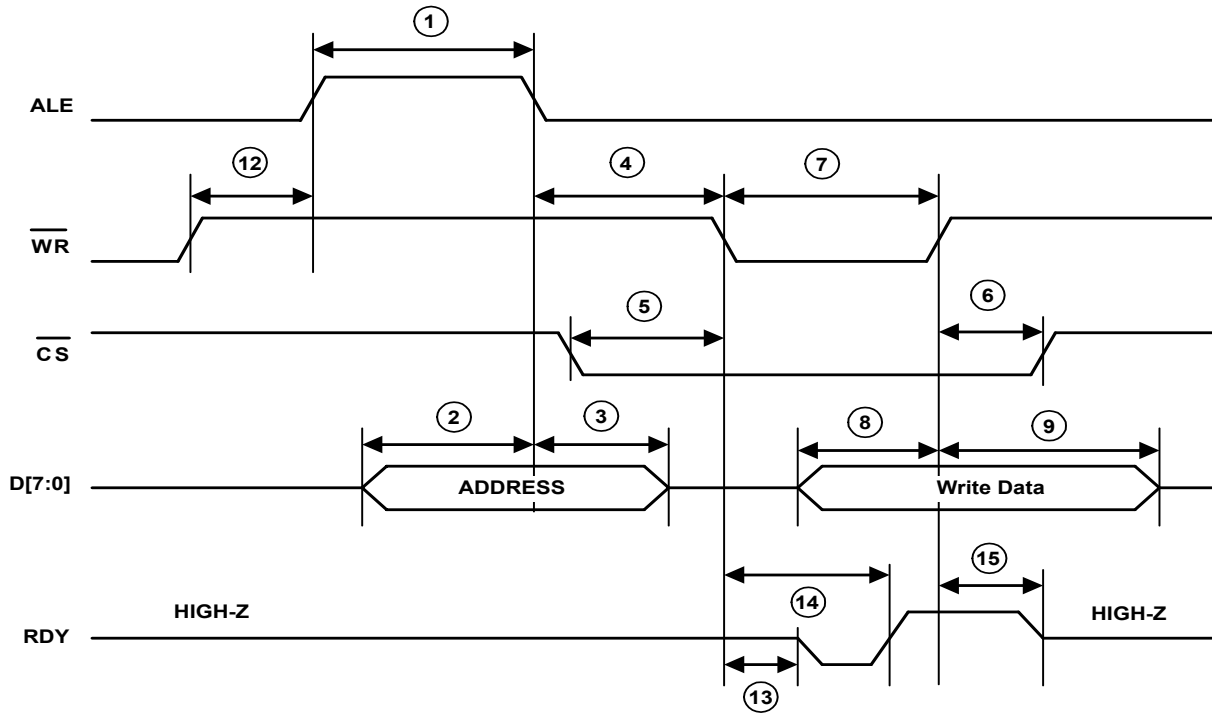 1
ALE
12
4
7
WR
5
6
CS
2
3
8
9
D[7:0]
ADDRESS
Write Data
15
14
HIGH-Z
HIGH-Z
RDY
13